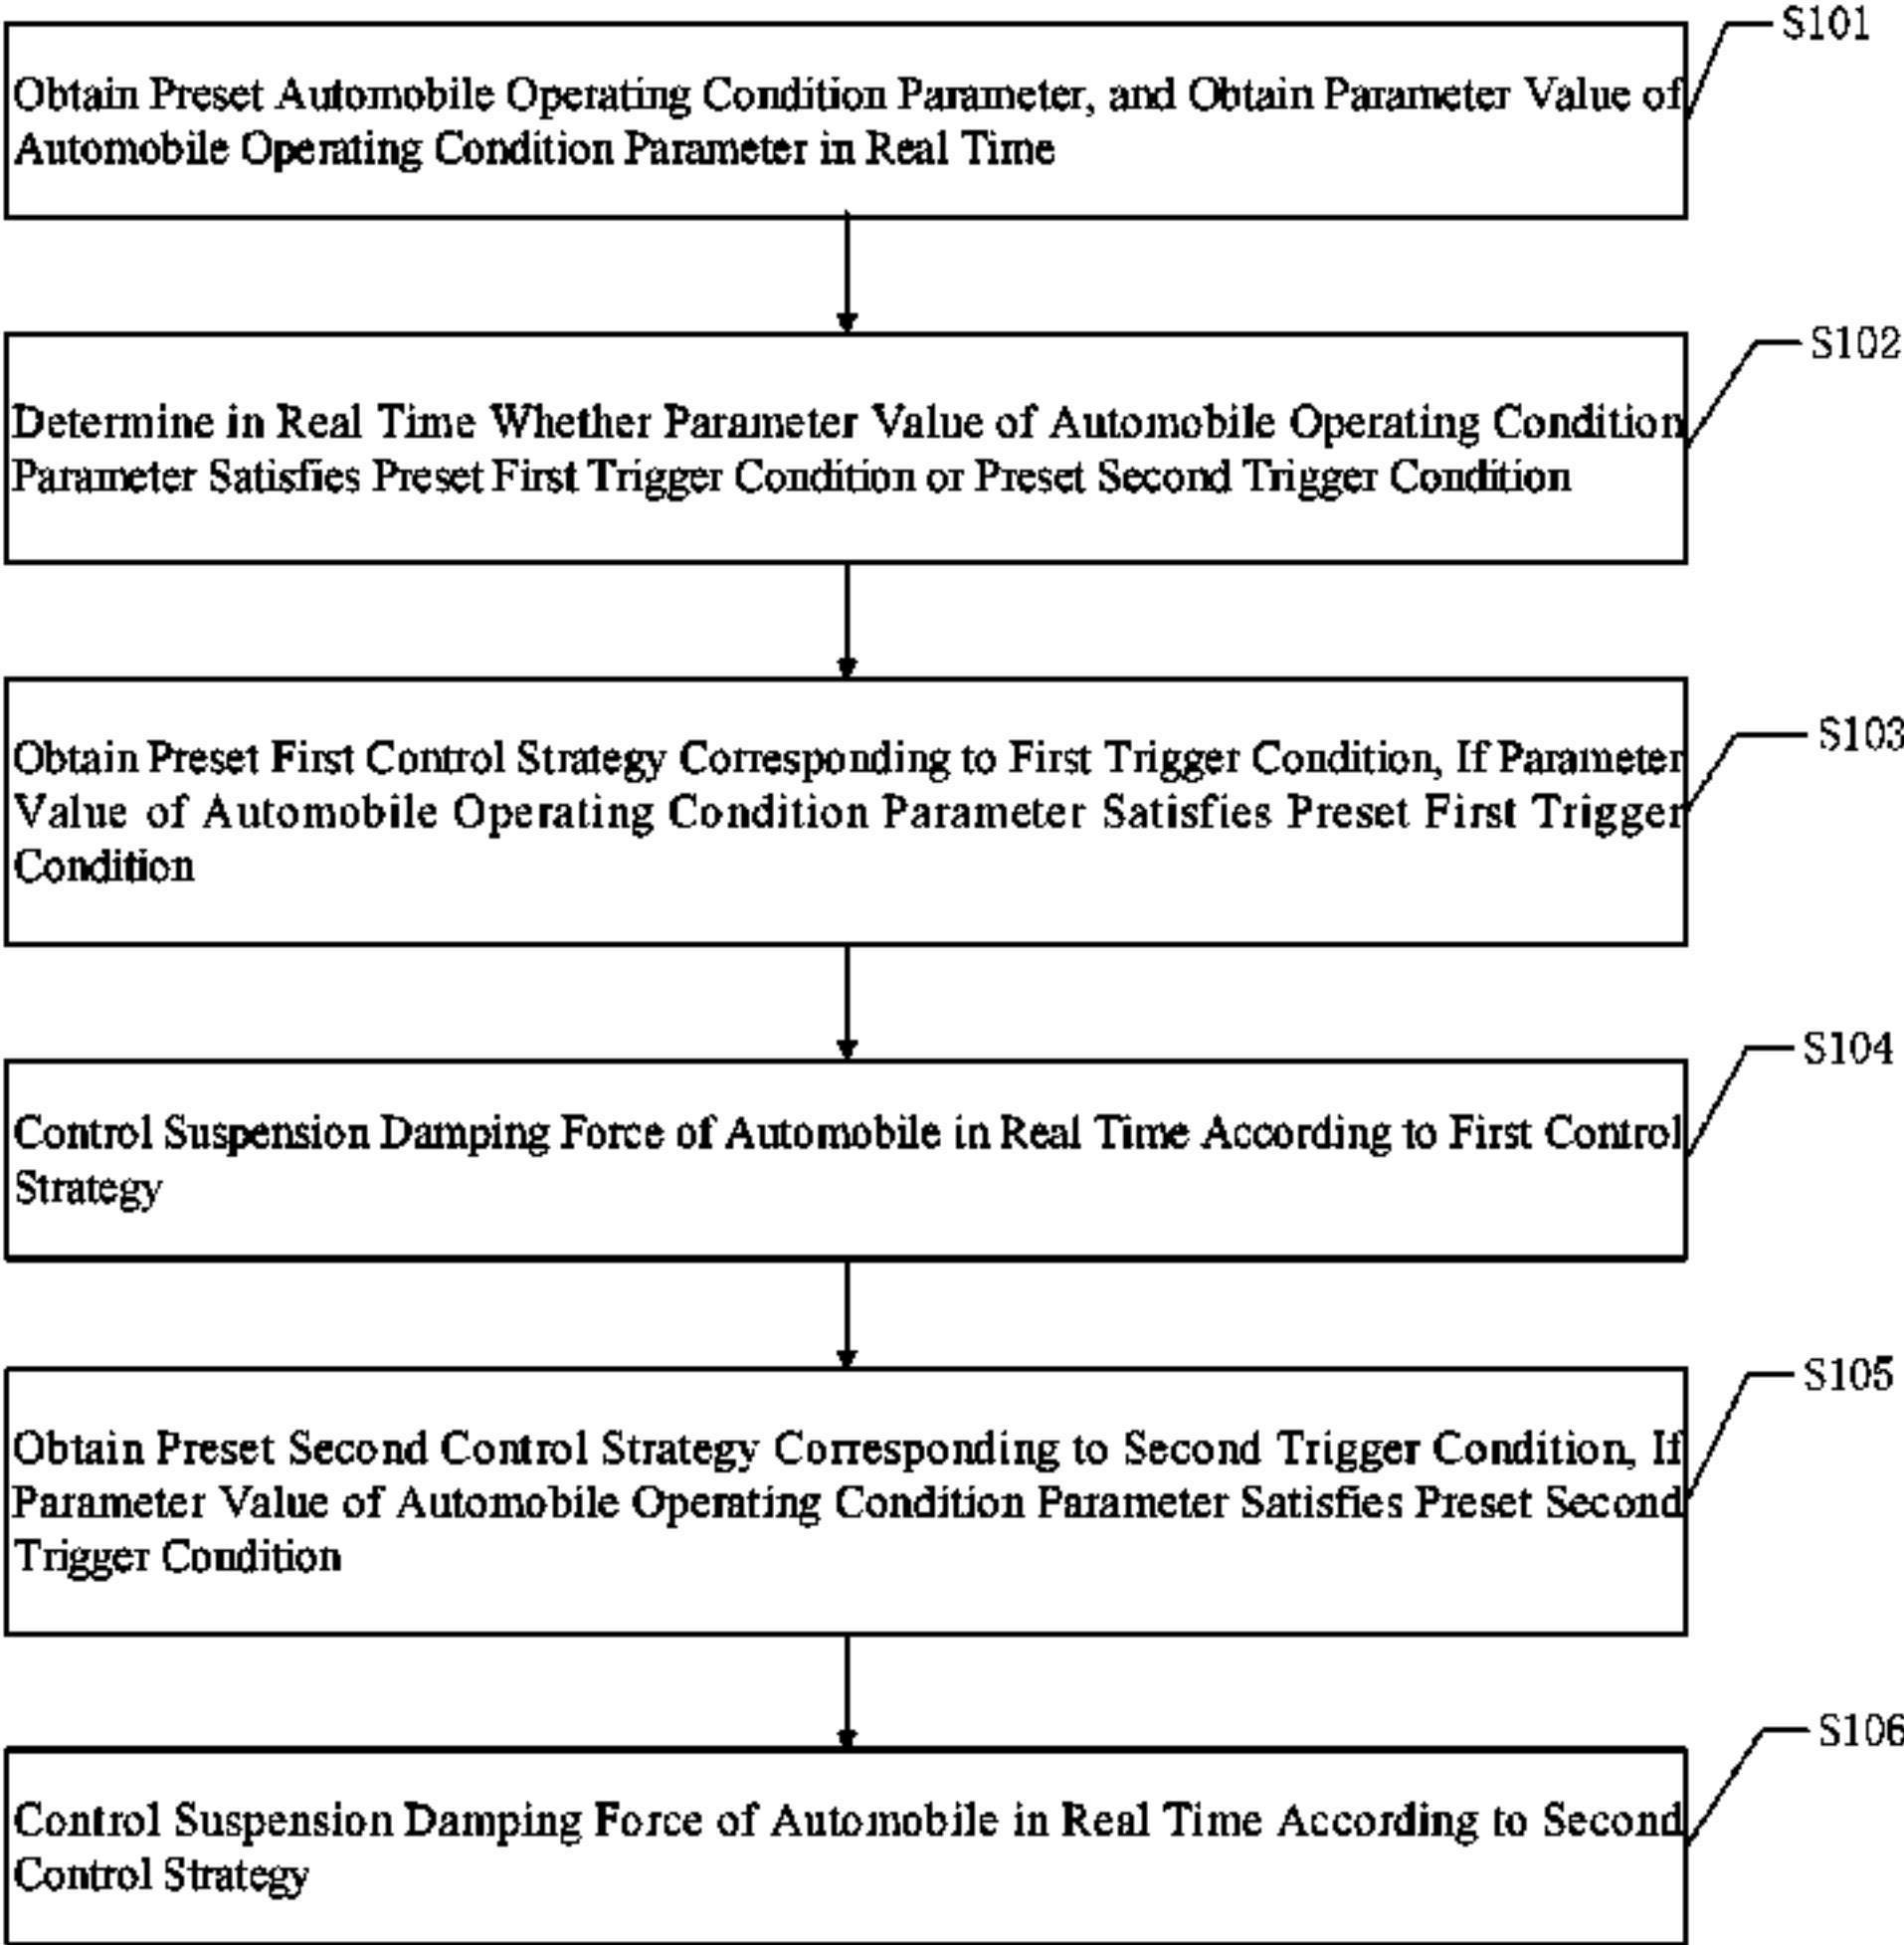 S101
Obtain Preset Automobile Operating Condition Parameter, and Obtain Parameter Value of
Automobile Operating Condition Parameter in Real Time
S102
Determine in Real Time Whether Parameter Value of Automobile Operating Condition
Parameter Satisfies Preset First Trigger Condition or Preset Second Trigger Condition
S103
Obtain Preset First Control Strategy Corresponding to First Trigger Condition, If Parameter
Value of Automobile Operating Condition Parameter Satisfies Preset First Trigger
Condition
S104
Control Suspension Damping Force of Automobile in Real Time According to First Control
Strategy
S105
Obtain Preset Second Control Strategy Corresponding to Second Trigger Condition, If
Parameter Value of Automobile Operating Condition Parameter Satisfies Preset Second
Trigger Condition
S106
Control Suspension Damping Force of Automobile in Real Time According to Second
Control Strategy